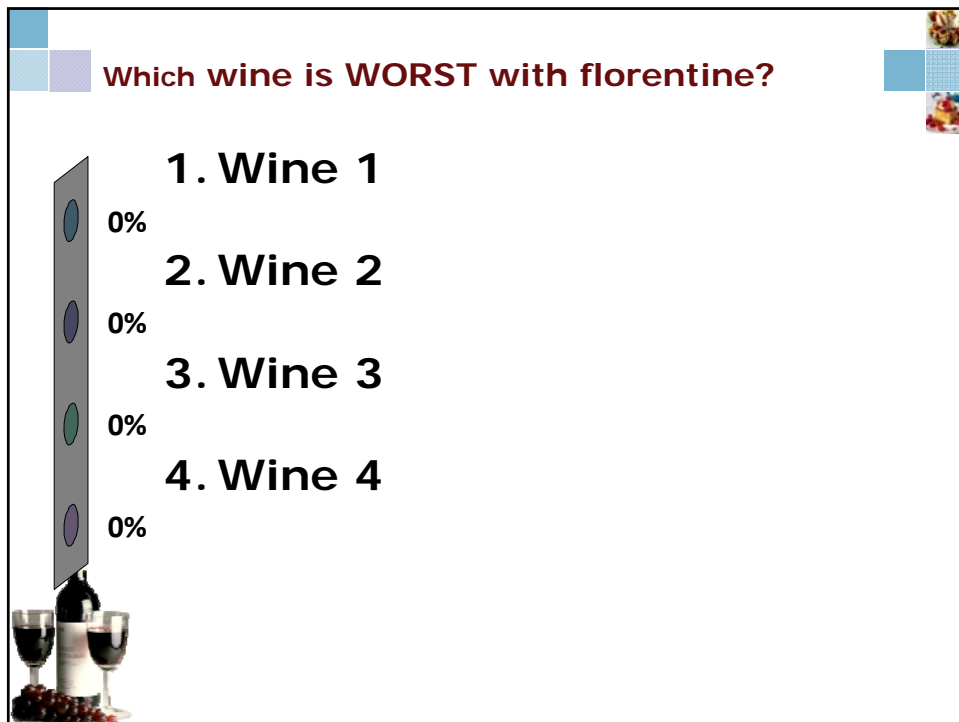 Which wine is WORST with florentine?
1. Wine 1
0%
2. Wine 2
0%
3. Wine 3
0%
4. Wine 4
0%